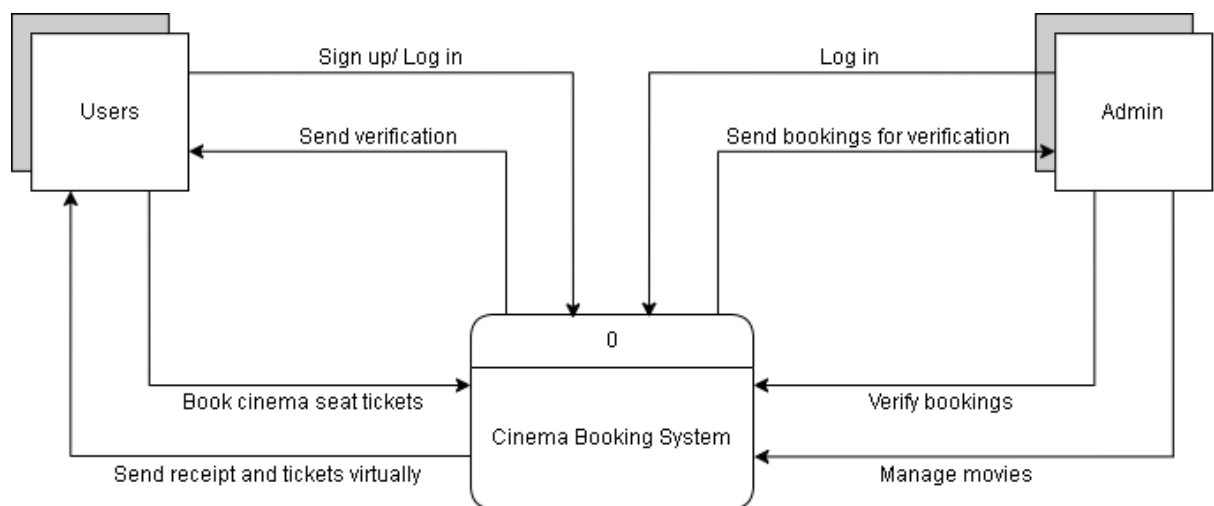 Sign up/ Log in
Log in
Users
Admin
Send verification
Send bookings for verification
0
Book cinema seat tickets
Verify bookings
Cinema Booking System
Send receipt and tickets virtually
Manage movies